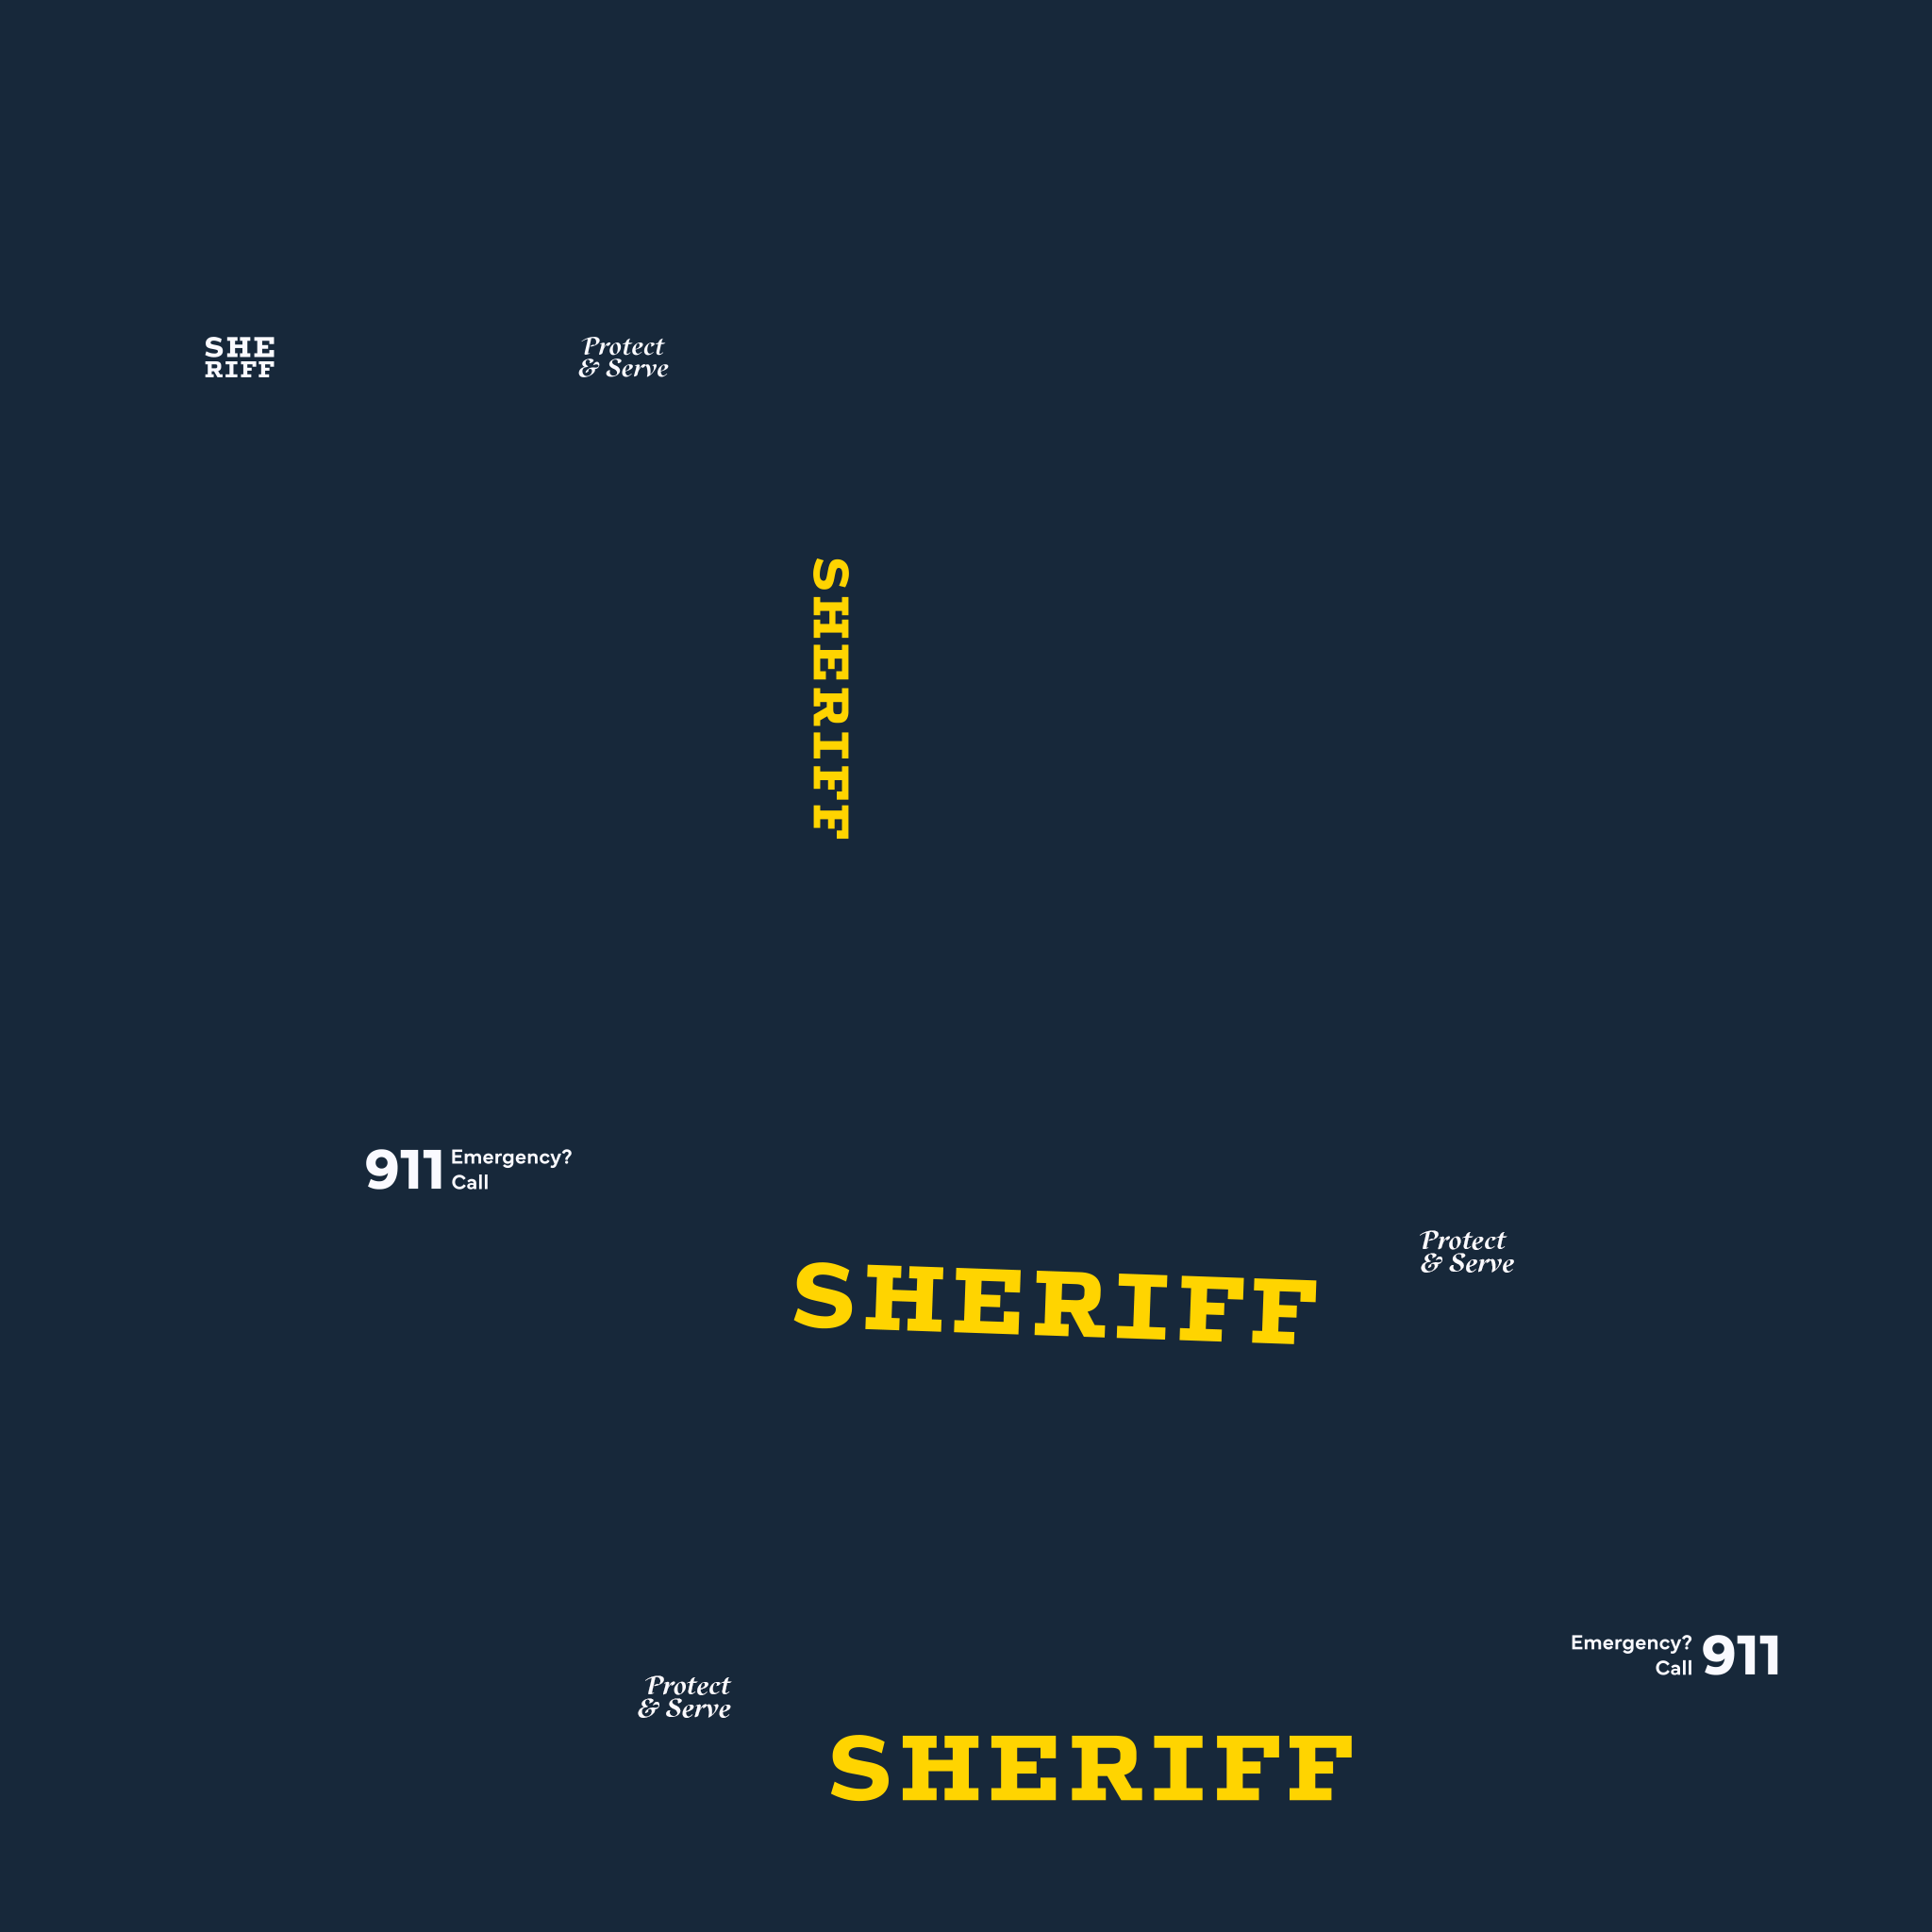 SHE
RIFF
Protect
& Serve
SHERIFF
911 Emergency?
Call
Protect
& Serve
SHERIFF
Emergency? 911
Call
Protect
& Serve
SHERIFF